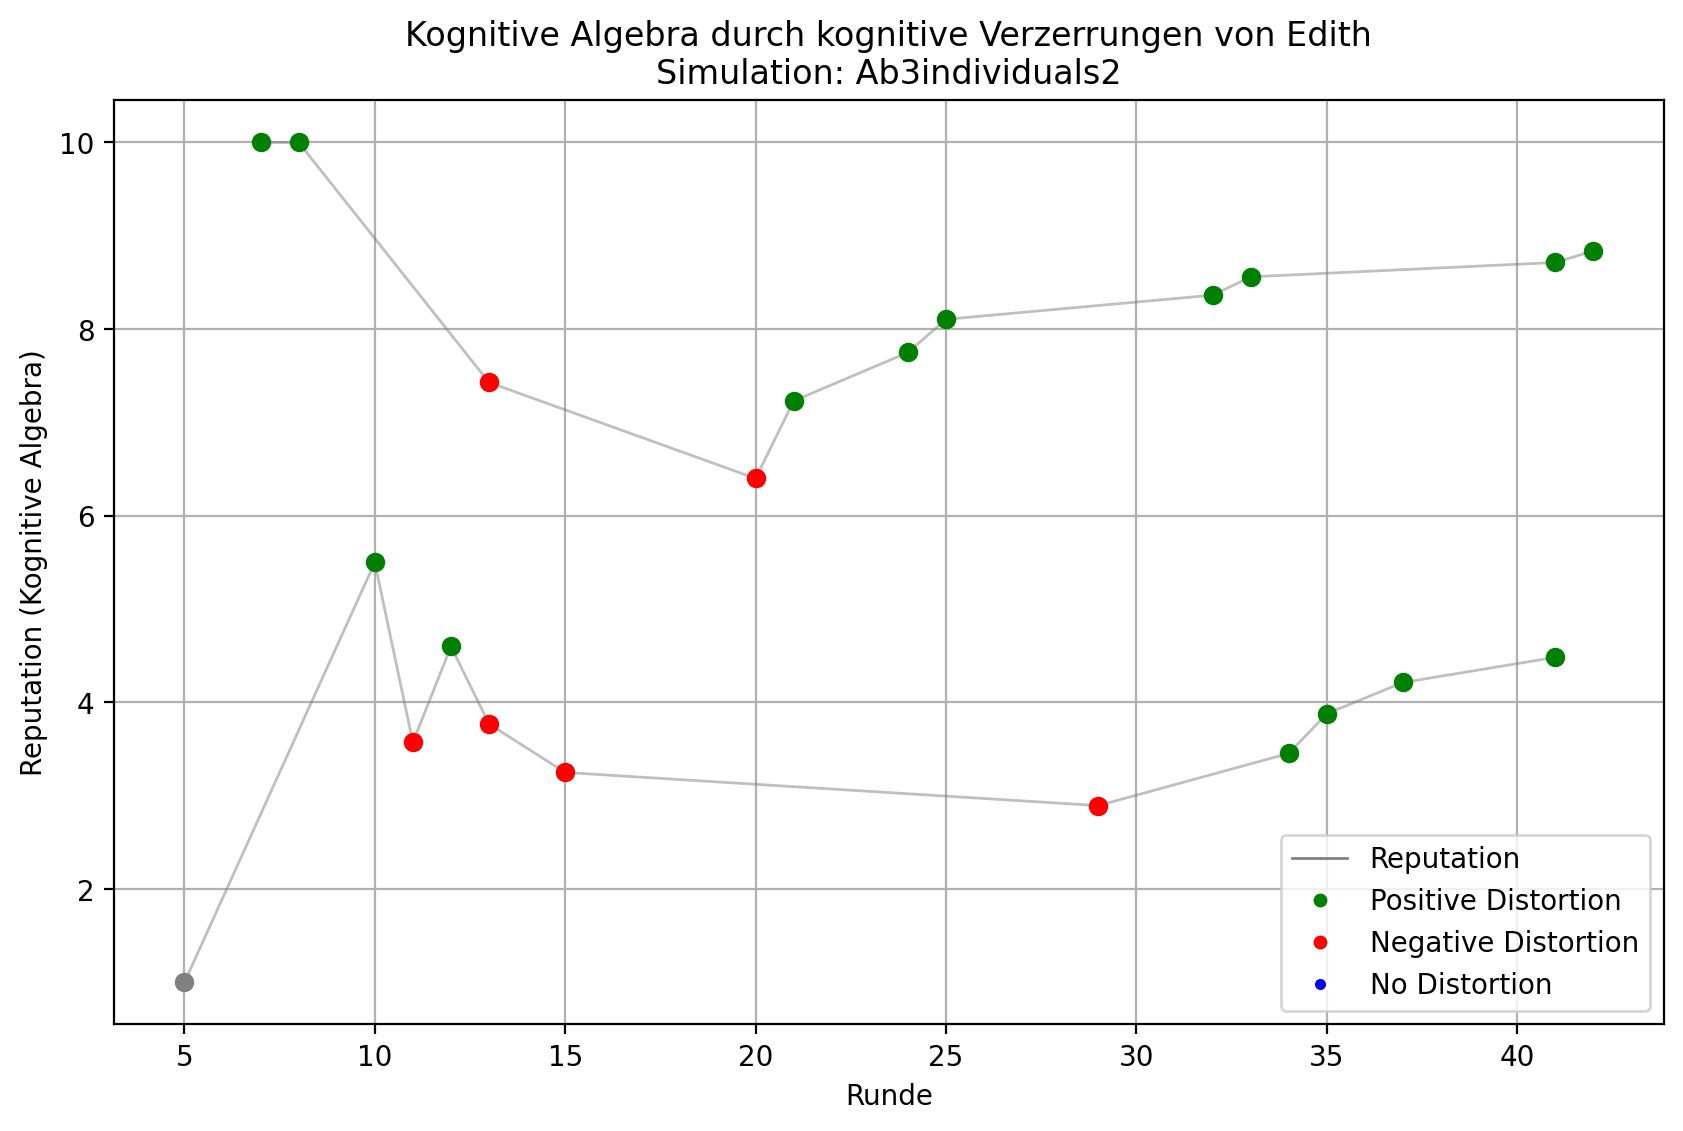 Kognitive Algebra durch kognitive Verzerrungen von Edith
Simulation: Ab3individuals2
Reputation (Kognitive Algebra)
10
8
6
4
2
5 10 15 20 25 30 35 40
Runde
Reputation
Positive Distortion
Negative Distortion
No Distortion